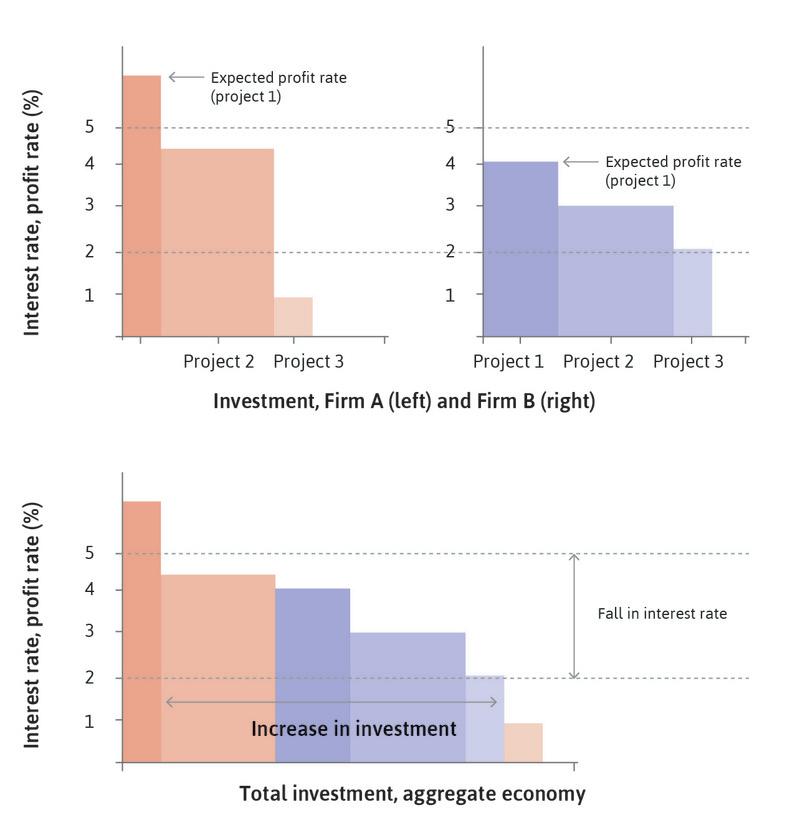 Interest rate, profit rate (%)
5
4
3
2
1
Expected profit rate
(project 1)
Project 2
Project 3
5
4
3
2
1
Expected profit rate
(project 1)
Project 1
Project 2
Project 3
Investment, Firm A (left) and Firm B (right)
Interest rate, profit rate (%)
5
4
3
2
1
Fall in interest rate
Increase in investment
Total investment, aggregate economy